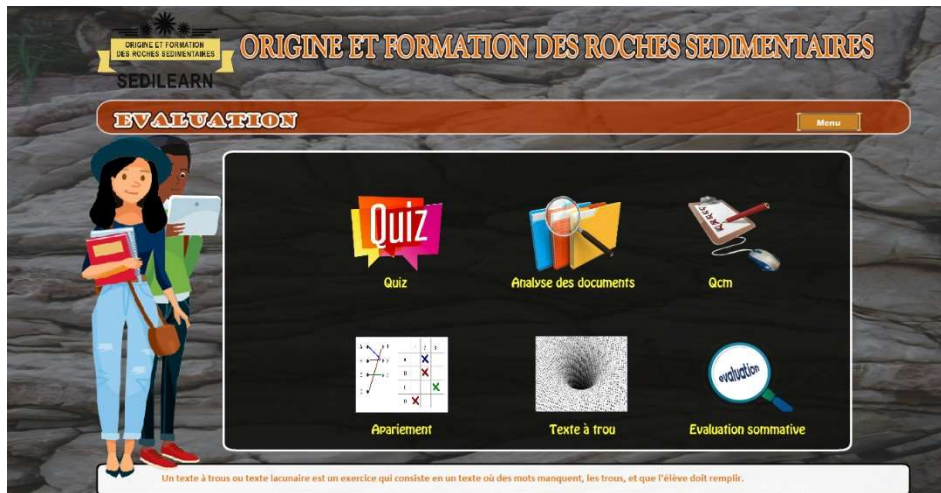 ORIGINE ET FORMATION
DES ROCHES SEDIMENTAIRES
SEDILEARN
ORIGINE ET FORMATION DES ROCHES SEDIMENTAIRES
EVALUATION
Menu
Quiz
Quiz
Analyse des documents
Qcm
Apariement
evaluation
Texte à trou
Evaluation sommative
Un texte à trous ou texte lacunaire est un exercice qui consiste en un texte où des mots manquent, les trous, et que l'élève doit remplir.